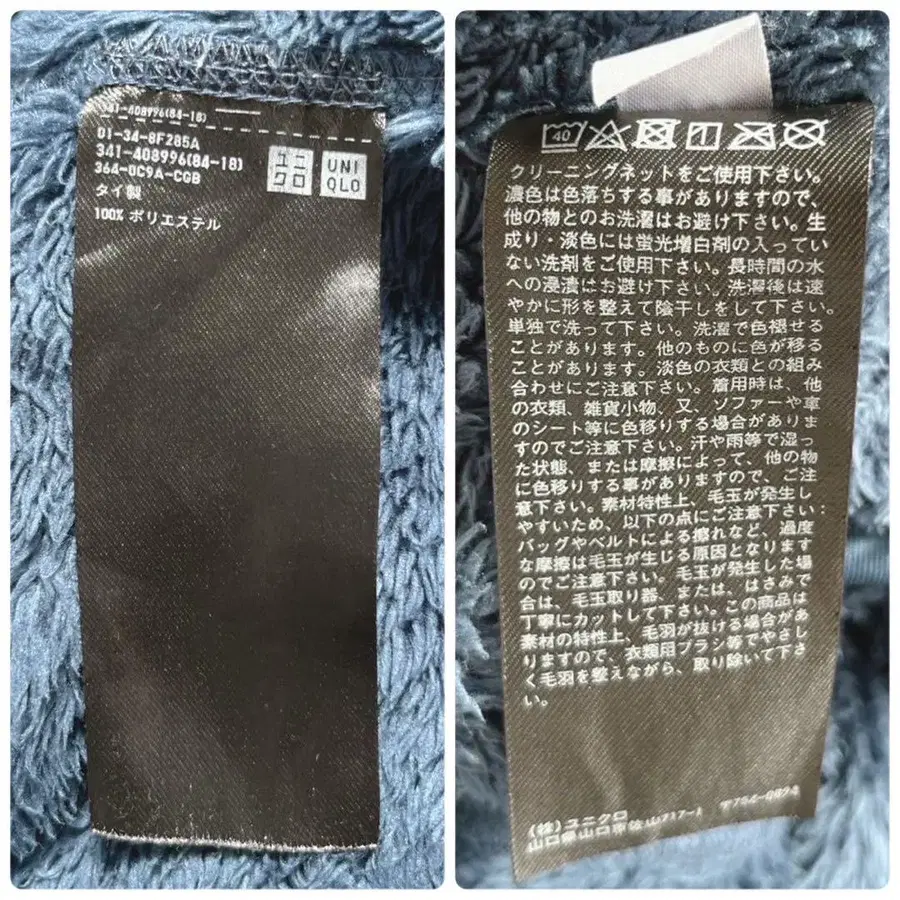 341-408996(84-18)
01-34-8F285A
341-408996(84-18)
364-0C9A-CGB
タイ製
100% ポリエステル
ユニ
クロ
UNI
QLO
40
クリーニングネットをご使用下さい。
濃色は色落ちする事がありますので、
他の物とのお洗濯はお避け下さい。生
成り・淡色には蛍光増白剤の入ってい
ない洗剤をご使用下さい。長時間の水
への浸漬はお避け下さい。洗濯後は速
やかに形を整えて陰干しをして下さい。
単独で洗って下さい。洗濯で色褪せる
ことがあります。他のものに色が移る
ことがあります。淡色の衣類との組み
合わせにご注意下さい。着用時は、他
の衣類、雑貨小物、又、ソファーや車
のシート等に色移りする場合がありま
すのでご注意下さい。汗や雨等で湿っ
た状態、または摩擦によって、他の物
に色移りする事がありますので、ご注
意下さい。素材特性上、毛玉が発生し
やすいため、以下の点にご注意下さい:
バッグやベルトによる擦れなど、過度
な摩擦は毛玉が生じる原因となります
のでご注意下さい。毛玉が発生した場
合は、毛玉取り器、または、はさみで
丁寧にカットして下さい。この商品は
素材の特性上、毛羽が抜ける場合があ
りますので、衣類用ブラシ等でやさし
く毛羽を整えながら、取り除いて下さ
い。
(株)ユニクロ
山口県山口市佐山717-1 〒754-0894